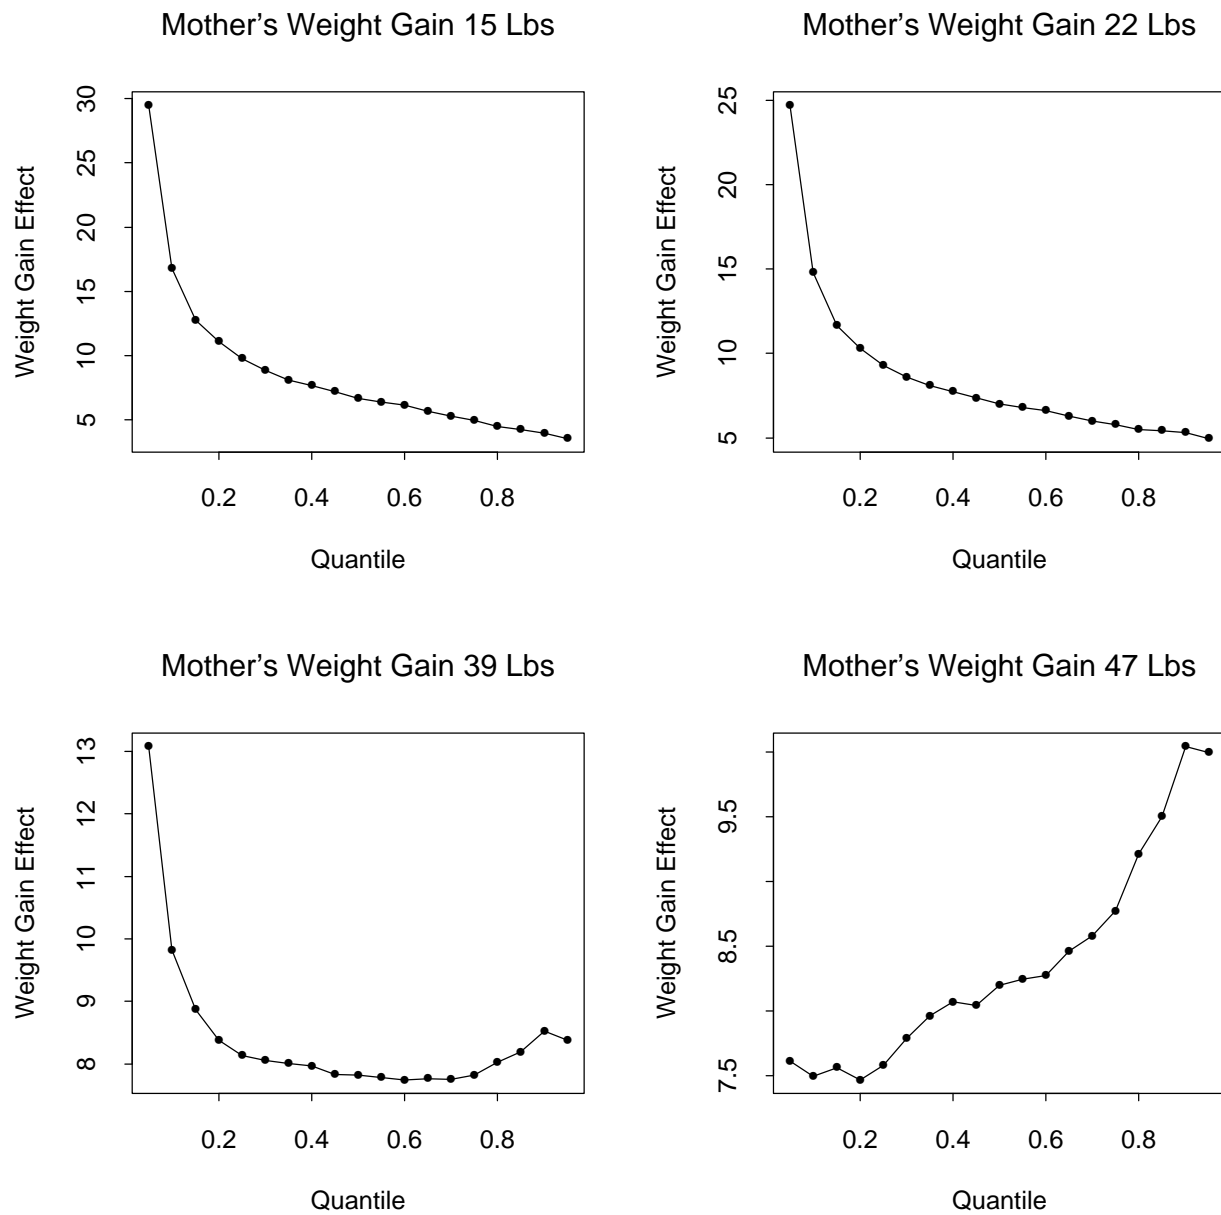 Mother’s Weight Gain 15 Lbs
Weight Gain Effect
30
25
20
15
10
5
0.2 0.4 0.6 0.8
Quantile
Mother’s Weight Gain 22 Lbs
Weight Gain Effect
25
20
15
10
5
0.2 0.4 0.6 0.8
Quantile
Mother’s Weight Gain 39 Lbs
Weight Gain Effect
13
12
11
10
9
8
0.2 0.4 0.6 0.8
Quantile
Mother’s Weight Gain 47 Lbs
Weight Gain Effect
9.5
8.5
7.5
0.2 0.4 0.6 0.8
Quantile